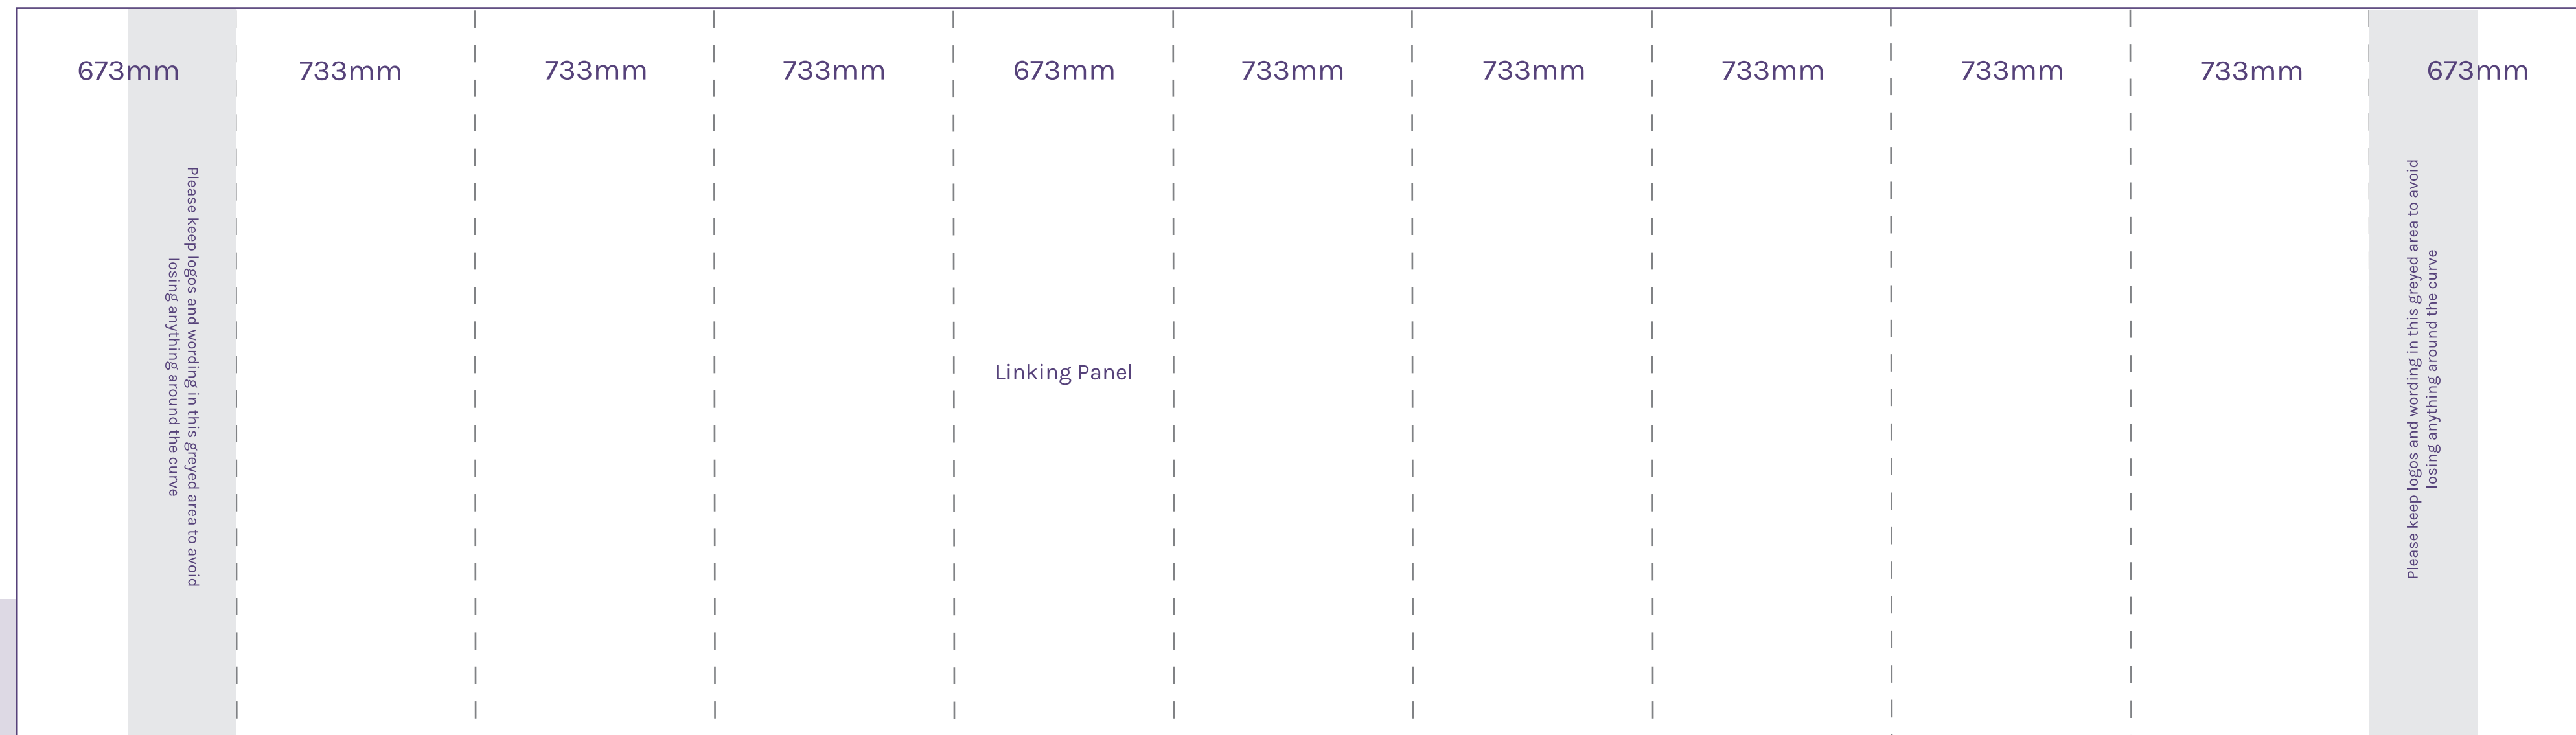 673mm
733mm
733mm
733mm
673mm
733mm
733mm
733mm
733mm
733mm
673mm
Please keep logos and wording in this greyed area to avoid
losing anything around the curve
Linking Panel
Please keep logos and wording in this greyed area to avoid
losing anything around the curve